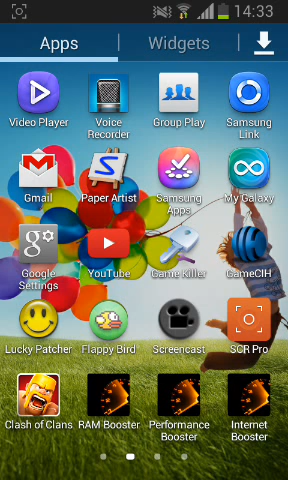 14:33
Apps | Widgets
Video Player
Voice Recorder
Group Play
Samsung Link
Gmail
Paper Artist
Samsung Apps
My Galaxy
Google Settings
YouTube
Game Killer
GameCIH
Lucky Patcher
Flappy Bird
Screencast
SCR Pro
Clash of Clans
RAM Booster
Performance Booster
Internet Booster